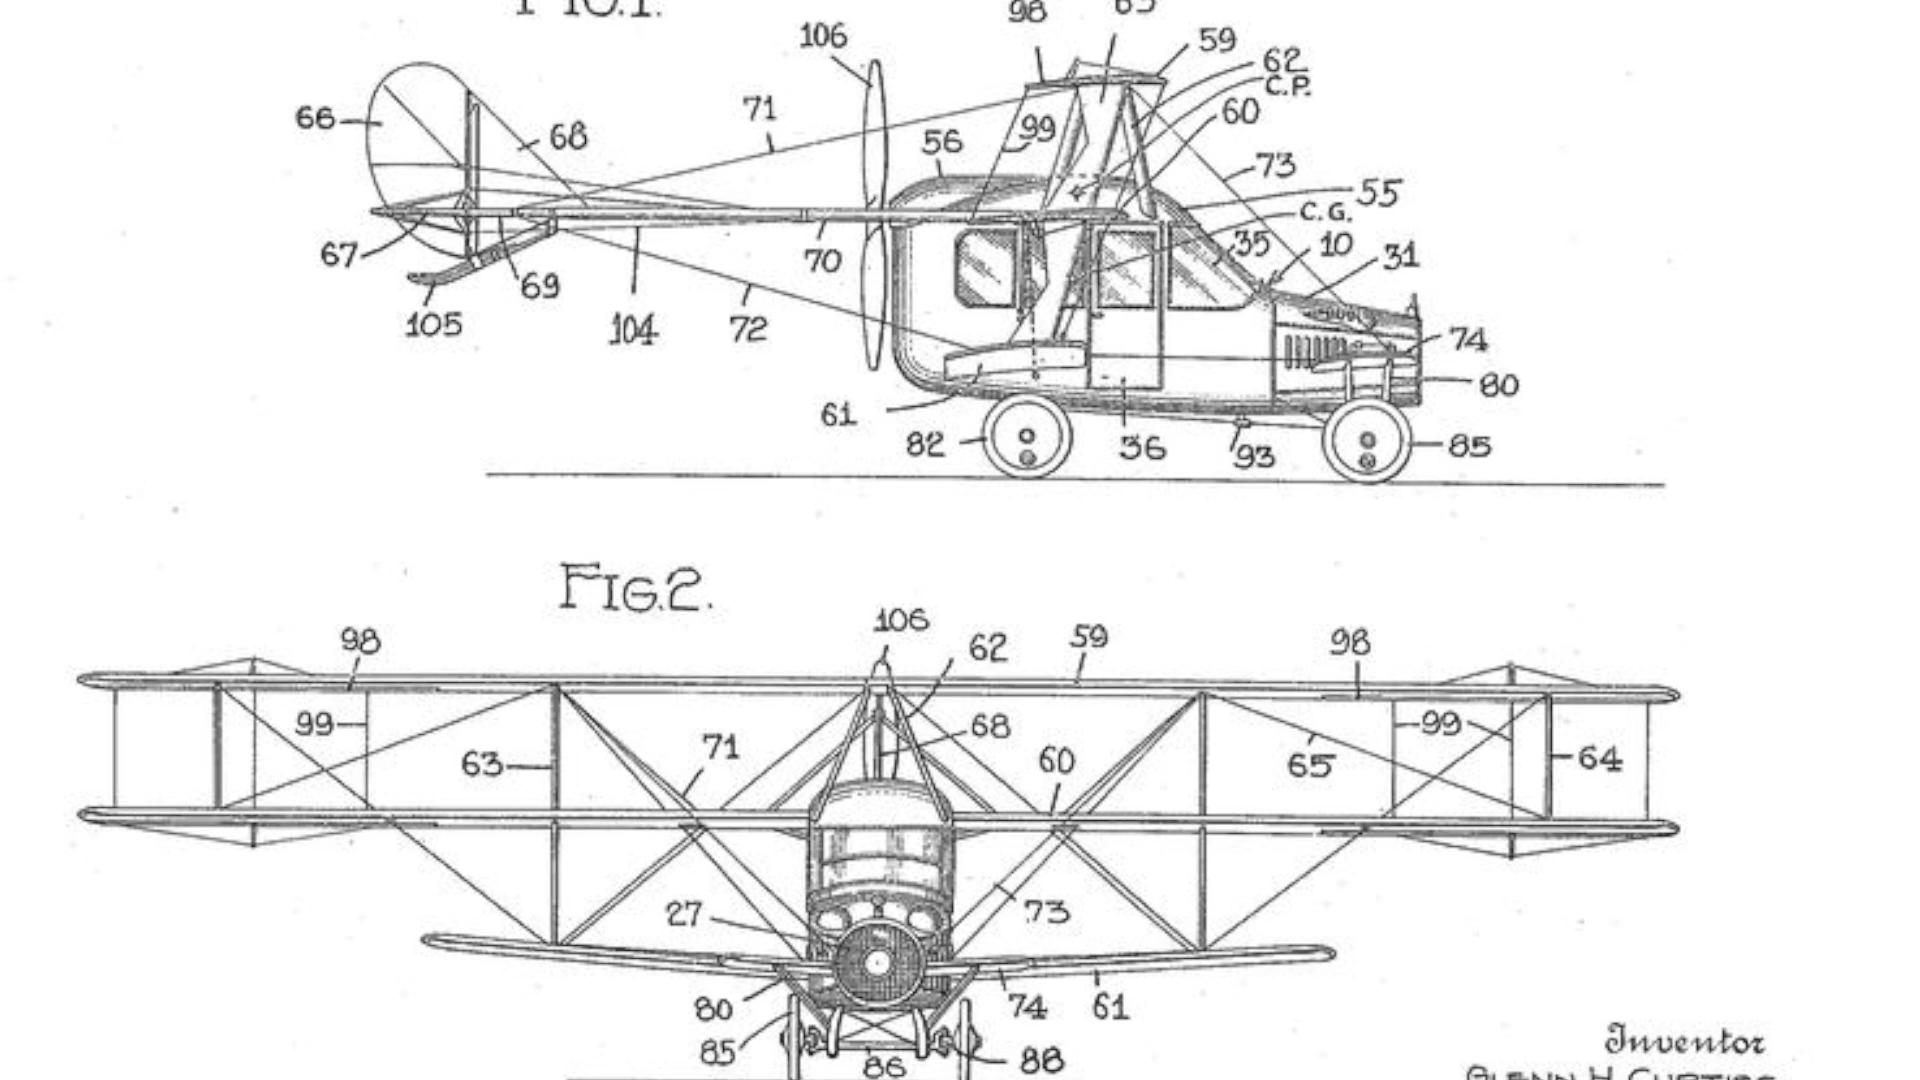 FIG.1.
98 65
106 59
62
C.P.
66 71 60
68 99
56 73
55
C.G.
67 70 35 10 31
69
105 104 72 74
80
61
82 36 93 85
FIG.2.
98 106 62 59 98
99 68 99
63 71 60 65 64
27 73
80 74 61
85 86 88
Inventor
GLENN H. CURTISS